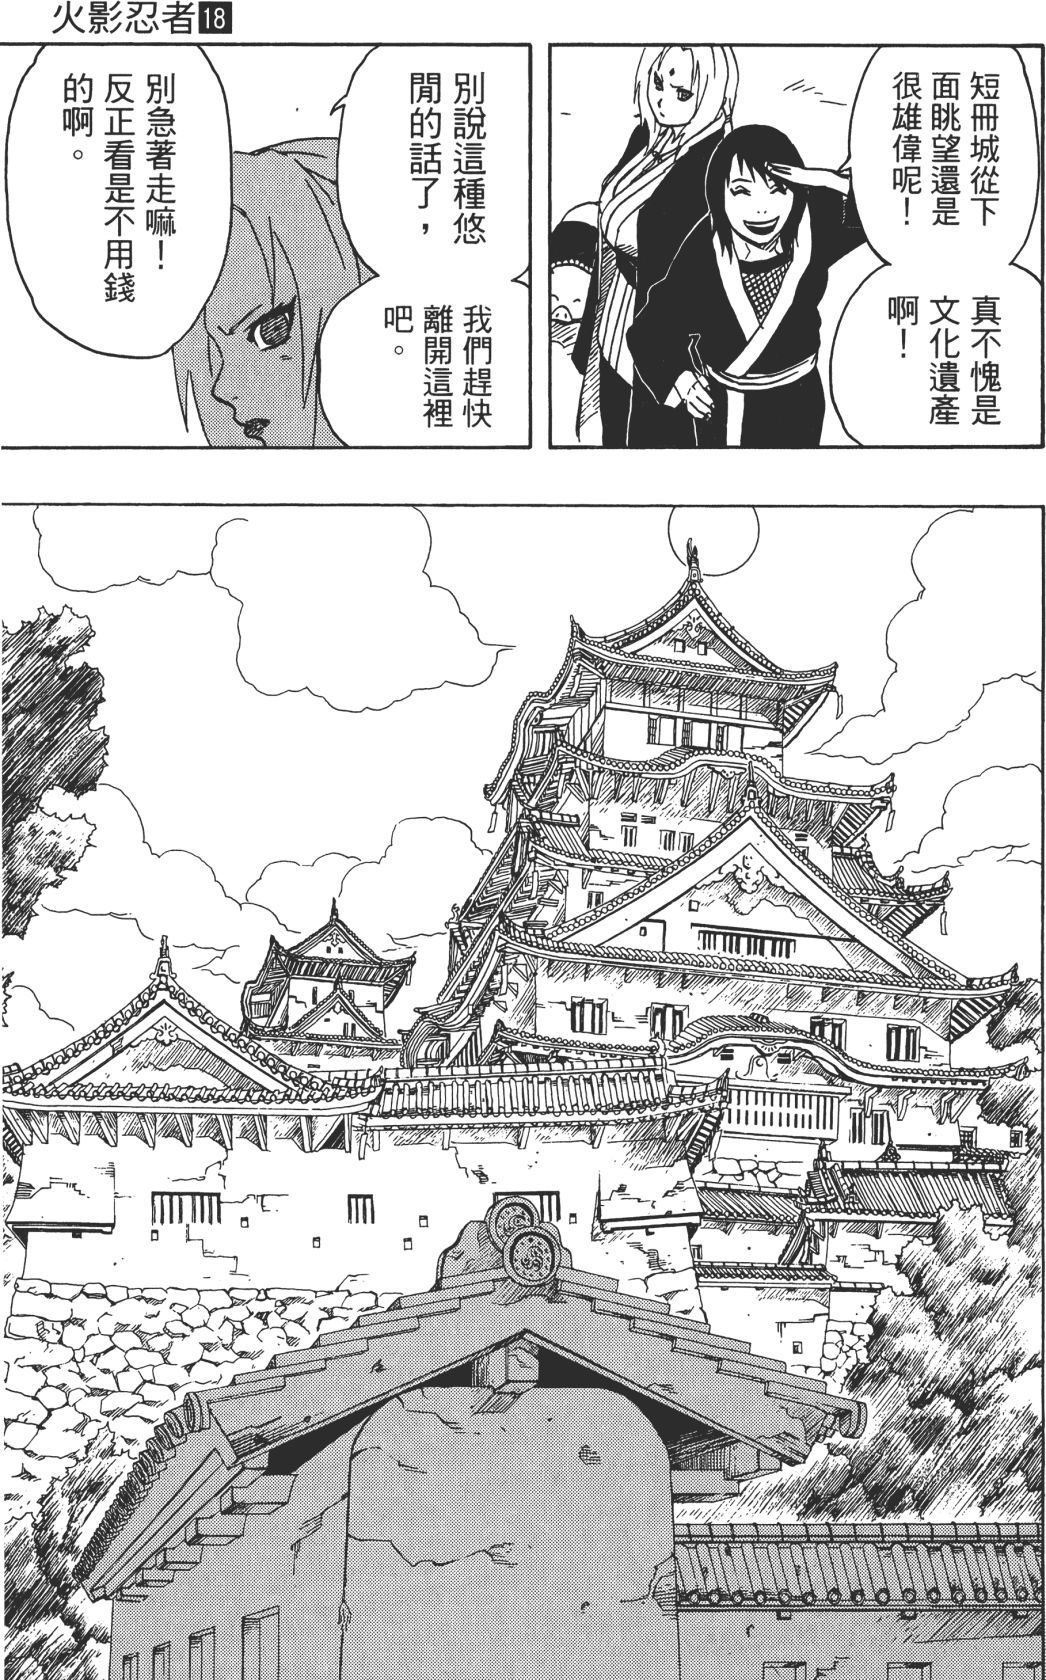 火影忍者18
短冊城從下
面眺望還是
很雄偉呢！
真不愧是
文化遺產
啊！
別說這種悠
閒的話了，
我們趕快
離開這裡
吧。
別急著走嘛！
反正看是不用錢
的啊。